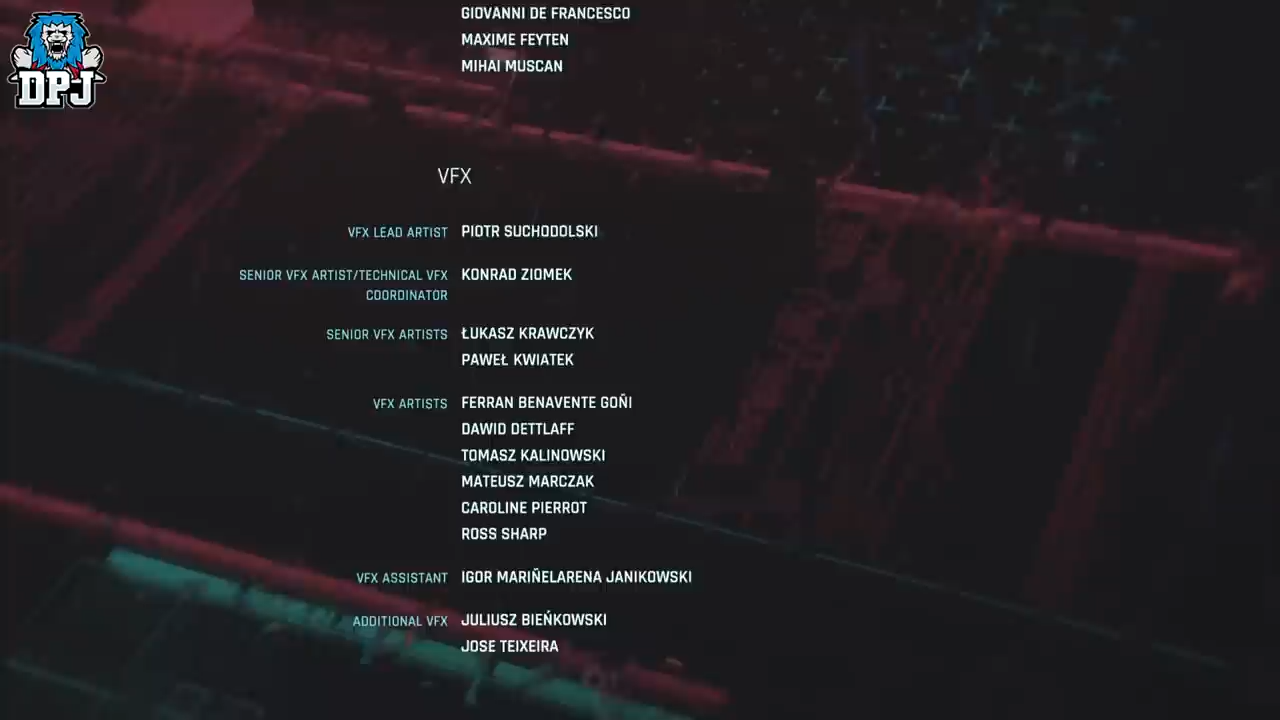 GIOVANNI DE FRANCESCO
MAXIME FEYTEN
MIHAI MUSCAN
DPJ
VFX
VFX LEAD ARTIST PIOTR SUCHODOLSKI
SENIOR VFX ARTIST/TECHNICAL VFX KONRAD ZIOMEK
COORDINATOR
SENIOR VFX ARTISTS ŁUKASZ KRAWCZYK
PAWEŁ KWIATEK
VFX ARTISTS FERRAN BENAVENTE GOÑI
DAWID DETTLAFF
TOMASZ KALINOWSKI
MATEUSZ MARCZAK
CAROLINE PIERROT
ROSS SHARP
VFX ASSISTANT IGOR MARIÑELARENA JANIKOWSKI
ADDITIONAL VFX JULIUSZ BIEŃKOWSKI
JOSE TEIXEIRA